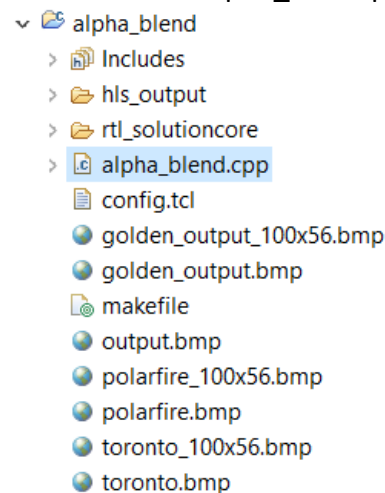 alpha_blend
Includes
hls_output
rtl_solutioncore
alpha_blend.cpp
config.tcl
golden_output_100x56.bmp
golden_output.bmp
makefile
output.bmp
polarfire_100x56.bmp
polarfire.bmp
toronto_100x56.bmp
toronto.bmp